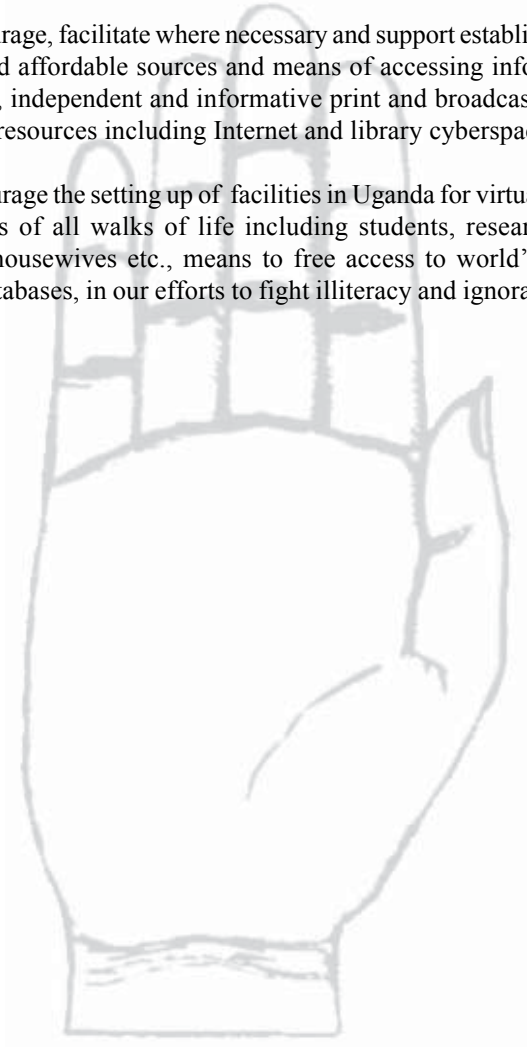 rage, facilitate where necessary and support establi
d affordable sources and means of accessing info
, independent and informative print and broadcas
resources including Internet and library cyberspac
urage the setting up of facilities in Uganda for virtua
s of all walks of life including students, resear
housewives etc., means to free access to world’
tabases, in our efforts to fight illiteracy and ignora